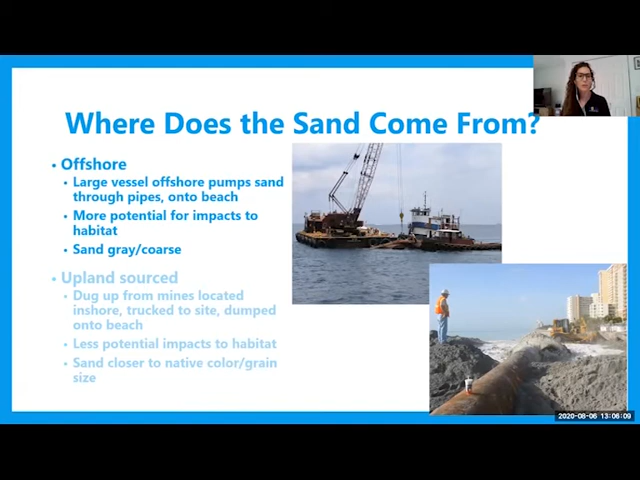 Where Does the Sand Come From?
• Offshore
• Large vessel offshore pumps sand
through pipes, onto beach
• More potential for impacts to
habitat
• Sand gray/coarse
• Upland sourced
• Dug up from mines located
inshore, trucked to site, dumped
onto beach
• Less potential impacts to habitat
• Sand closer to native color/grain
size
2020-08-06 13:06:09